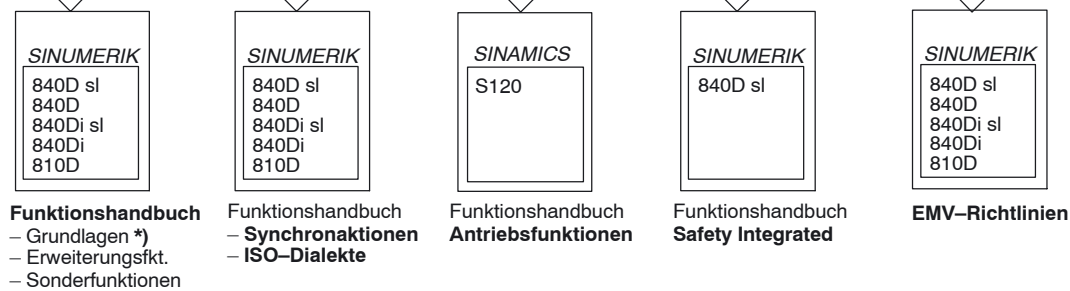 SINUMERIK
840D sl
840D
840Di sl
840Di
810D
Funktionshandbuch
– Grundlagen *)
– Erweiterungsfkt.
– Sonderfunktionen
SINUMERIK
840D sl
840D
840Di sl
840Di
810D
Funktionshandbuch
– Synchronaktionen
– ISO–Dialekte
SINAMICS
S120
Funktionshandbuch
Antriebsfunktionen
SINUMERIK
840D sl
Funktionshandbuch
Safety Integrated
SINUMERIK
840D sl
840D
840Di sl
840Di
810D
EMV–Richtlinien